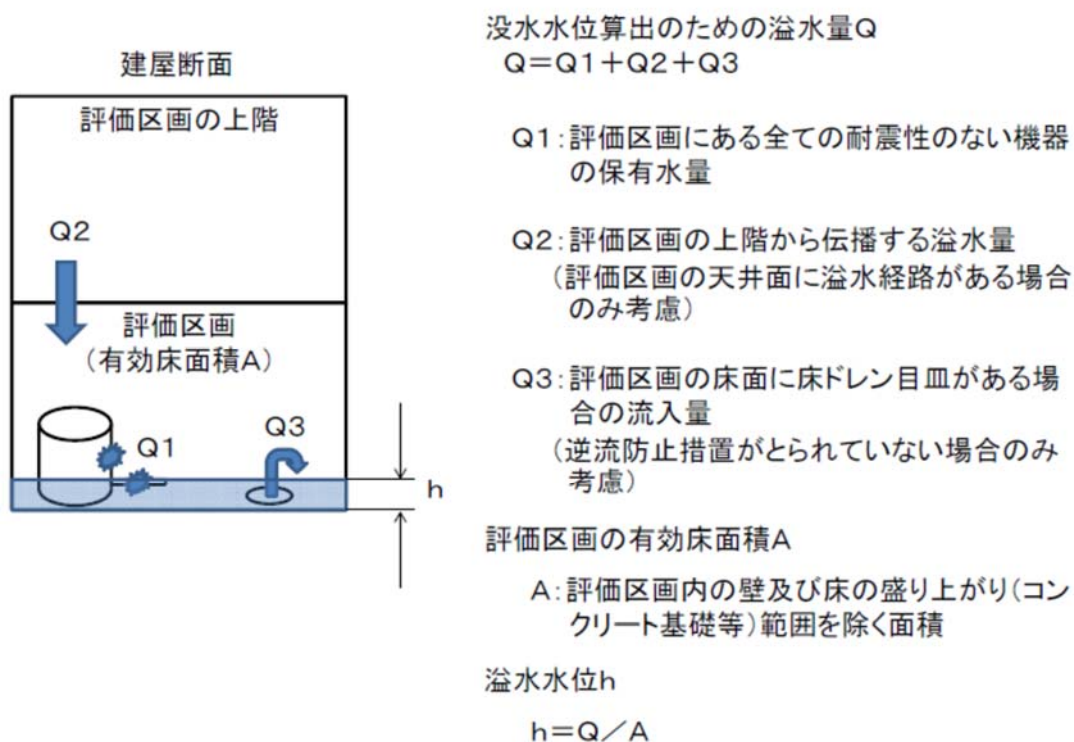 建屋断面
評価区画の上階
Q2
評価区画
(有効床面積A)
Q1
Q3
h
没水水位算出のための溢水量Q
Q=Q1+Q2+Q3
Q1:評価区画にある全ての耐震性のない機器
の保有水量
Q2:評価区画の上階から伝播する溢水量
(評価区画の天井面に溢水経路がある場合
のみ考慮)
Q3:評価区画の床面に床ドレン目皿がある場
合の流入量
(逆流防止措置がとられていない場合のみ
考慮)
評価区画の有効床面積A
A:評価区画内の壁及び床の盛り上がり(コン
クリート基礎等)範囲を除く面積
溢水水位h
h=Q/A